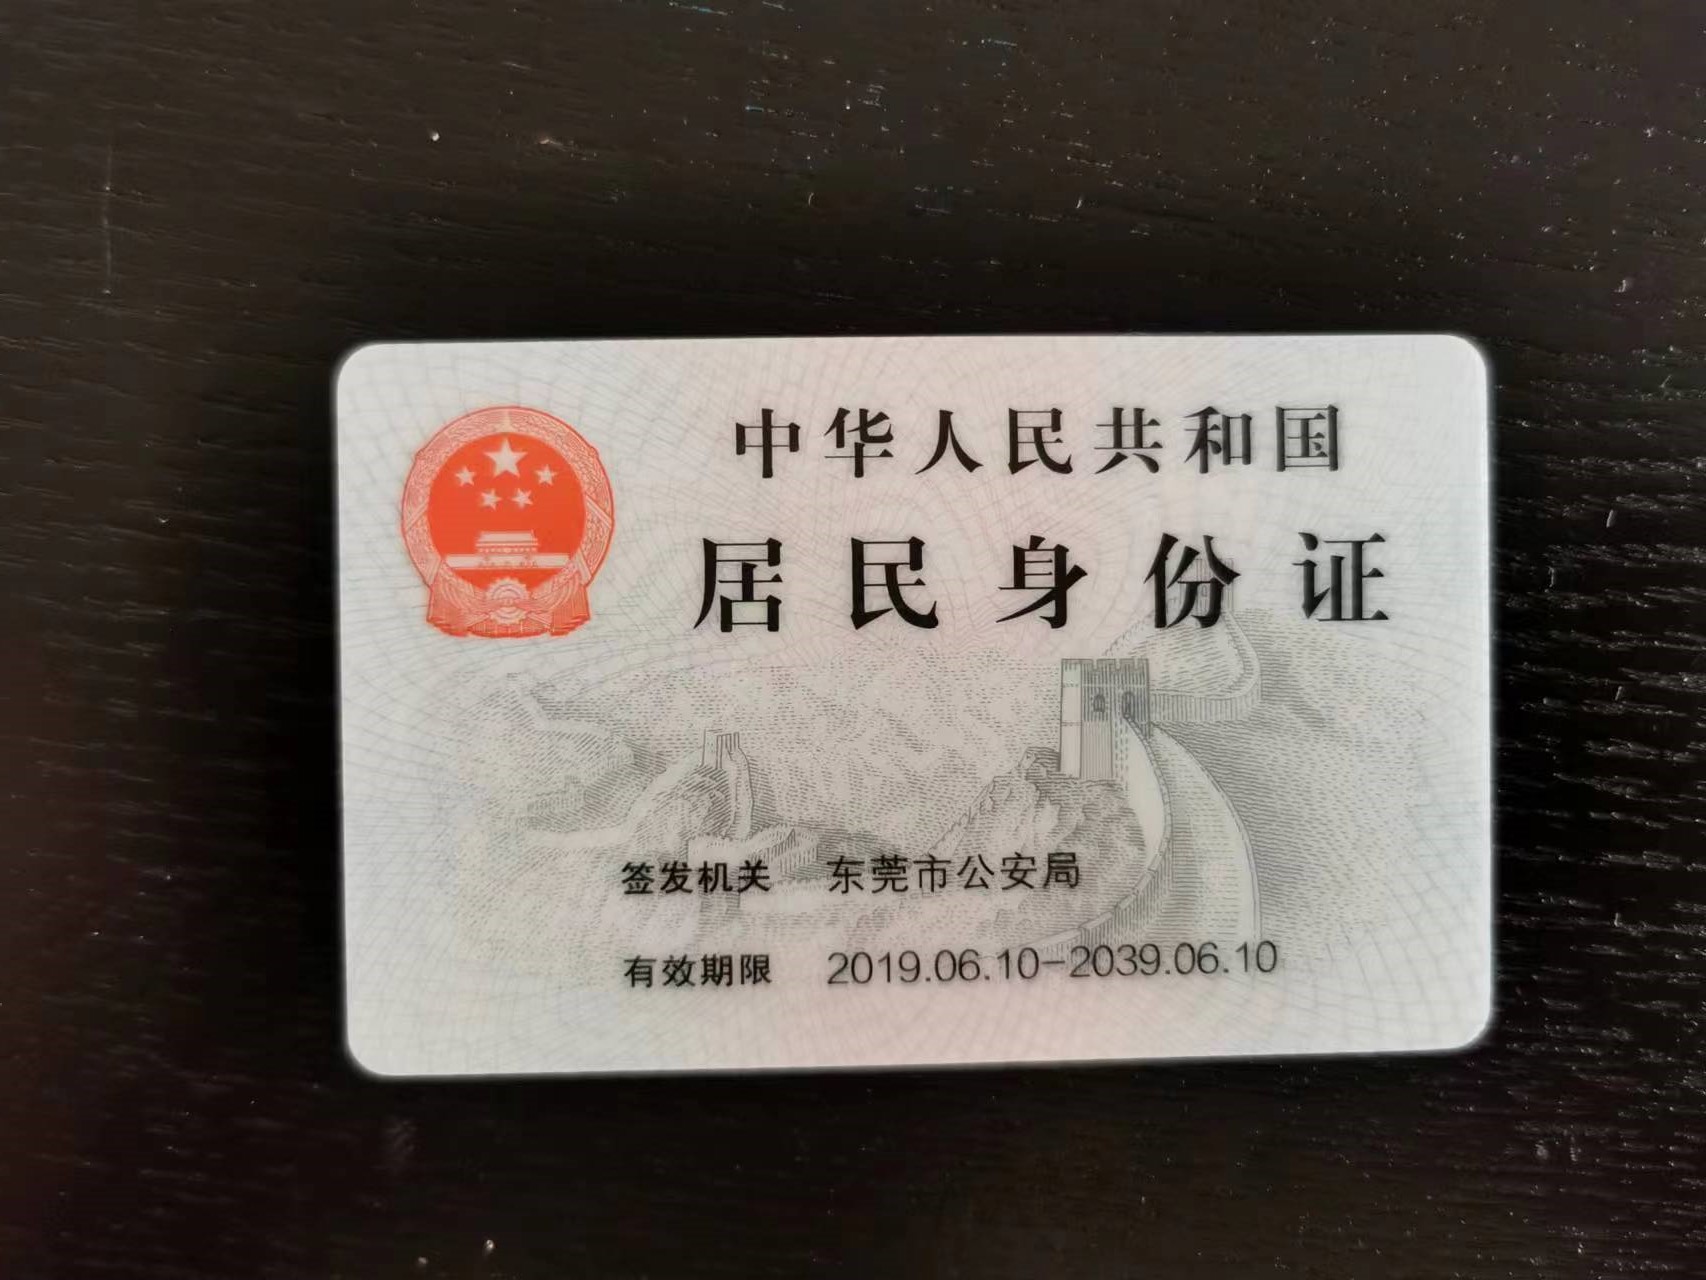 中华人民共和国
居民身份证
签发机关 东莞市公安局
有效期限 2019.06.10-2039.06.10